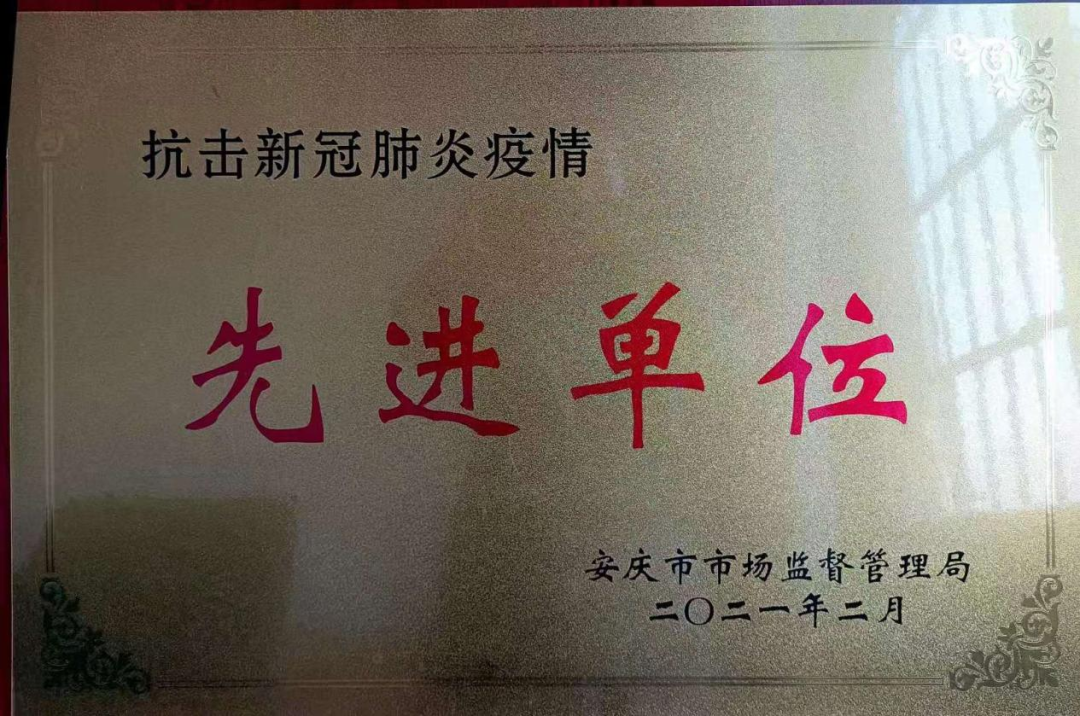 抗击新冠肺炎疫情
先进单位
安庆市市场监督管理局
二〇二一年二月